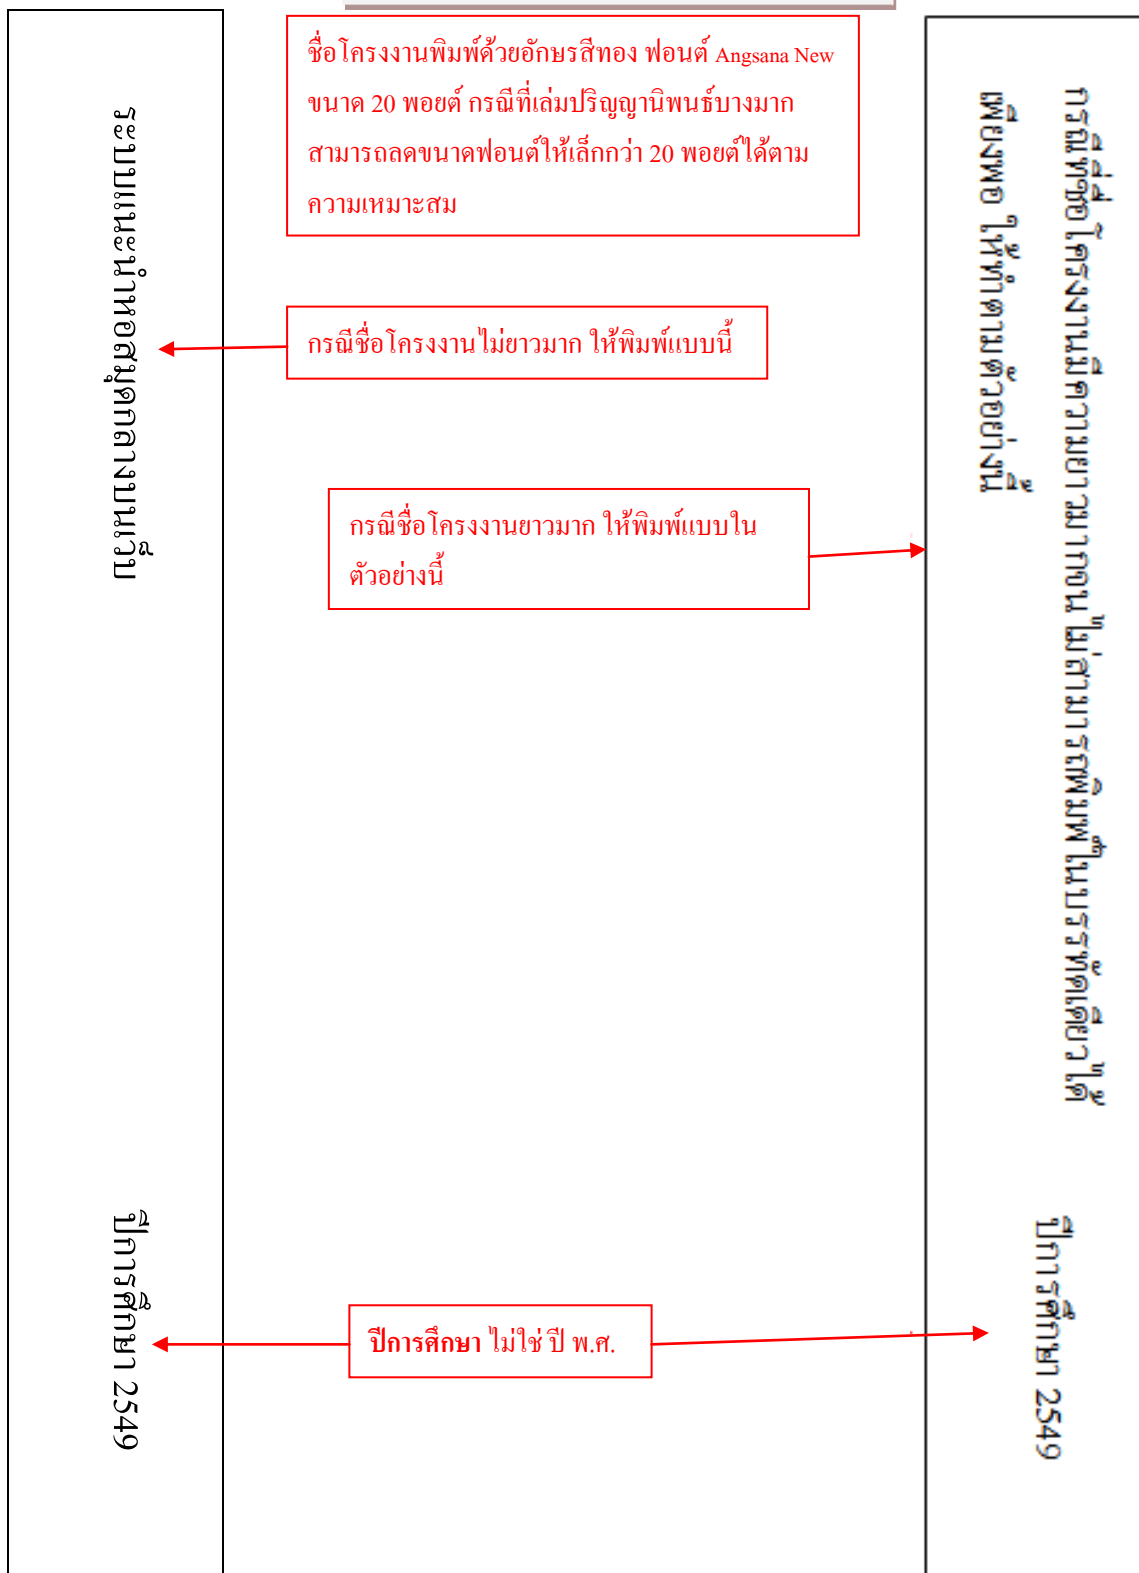 ระบบแนะนำหอสมุดกลางบนเว็บ
ปีการศึกษา 2549
ชื่อโครงงานพิมพ์ด้วยอักษรสีทอง ฟอนต์ Angsana New
ขนาด 20 พอยต์ กรณีที่เล่มปริญญานิพนธ์บางมาก
สามารถลดขนาดฟอนต์ให้เล็กกว่า 20 พอยต์ได้ตาม
ความเหมาะสม
กรณีชื่อโครงงานไม่ยาวมาก ให้พิมพ์แบบนี้
กรณีชื่อโครงงานยาวมาก ให้พิมพ์แบบใน
ตัวอย่างนี้
ปีการศึกษา ไม่ใช่ ปี พ.ศ.
กรณีที่ชื่อโครงงานมีความยาวมากจนไม่สามารถพิมพ์ในบรรทัดเดียวได้
เพียงพอ ให้ทำตามตัวอย่างนี้
ปีการศึกษา 2549